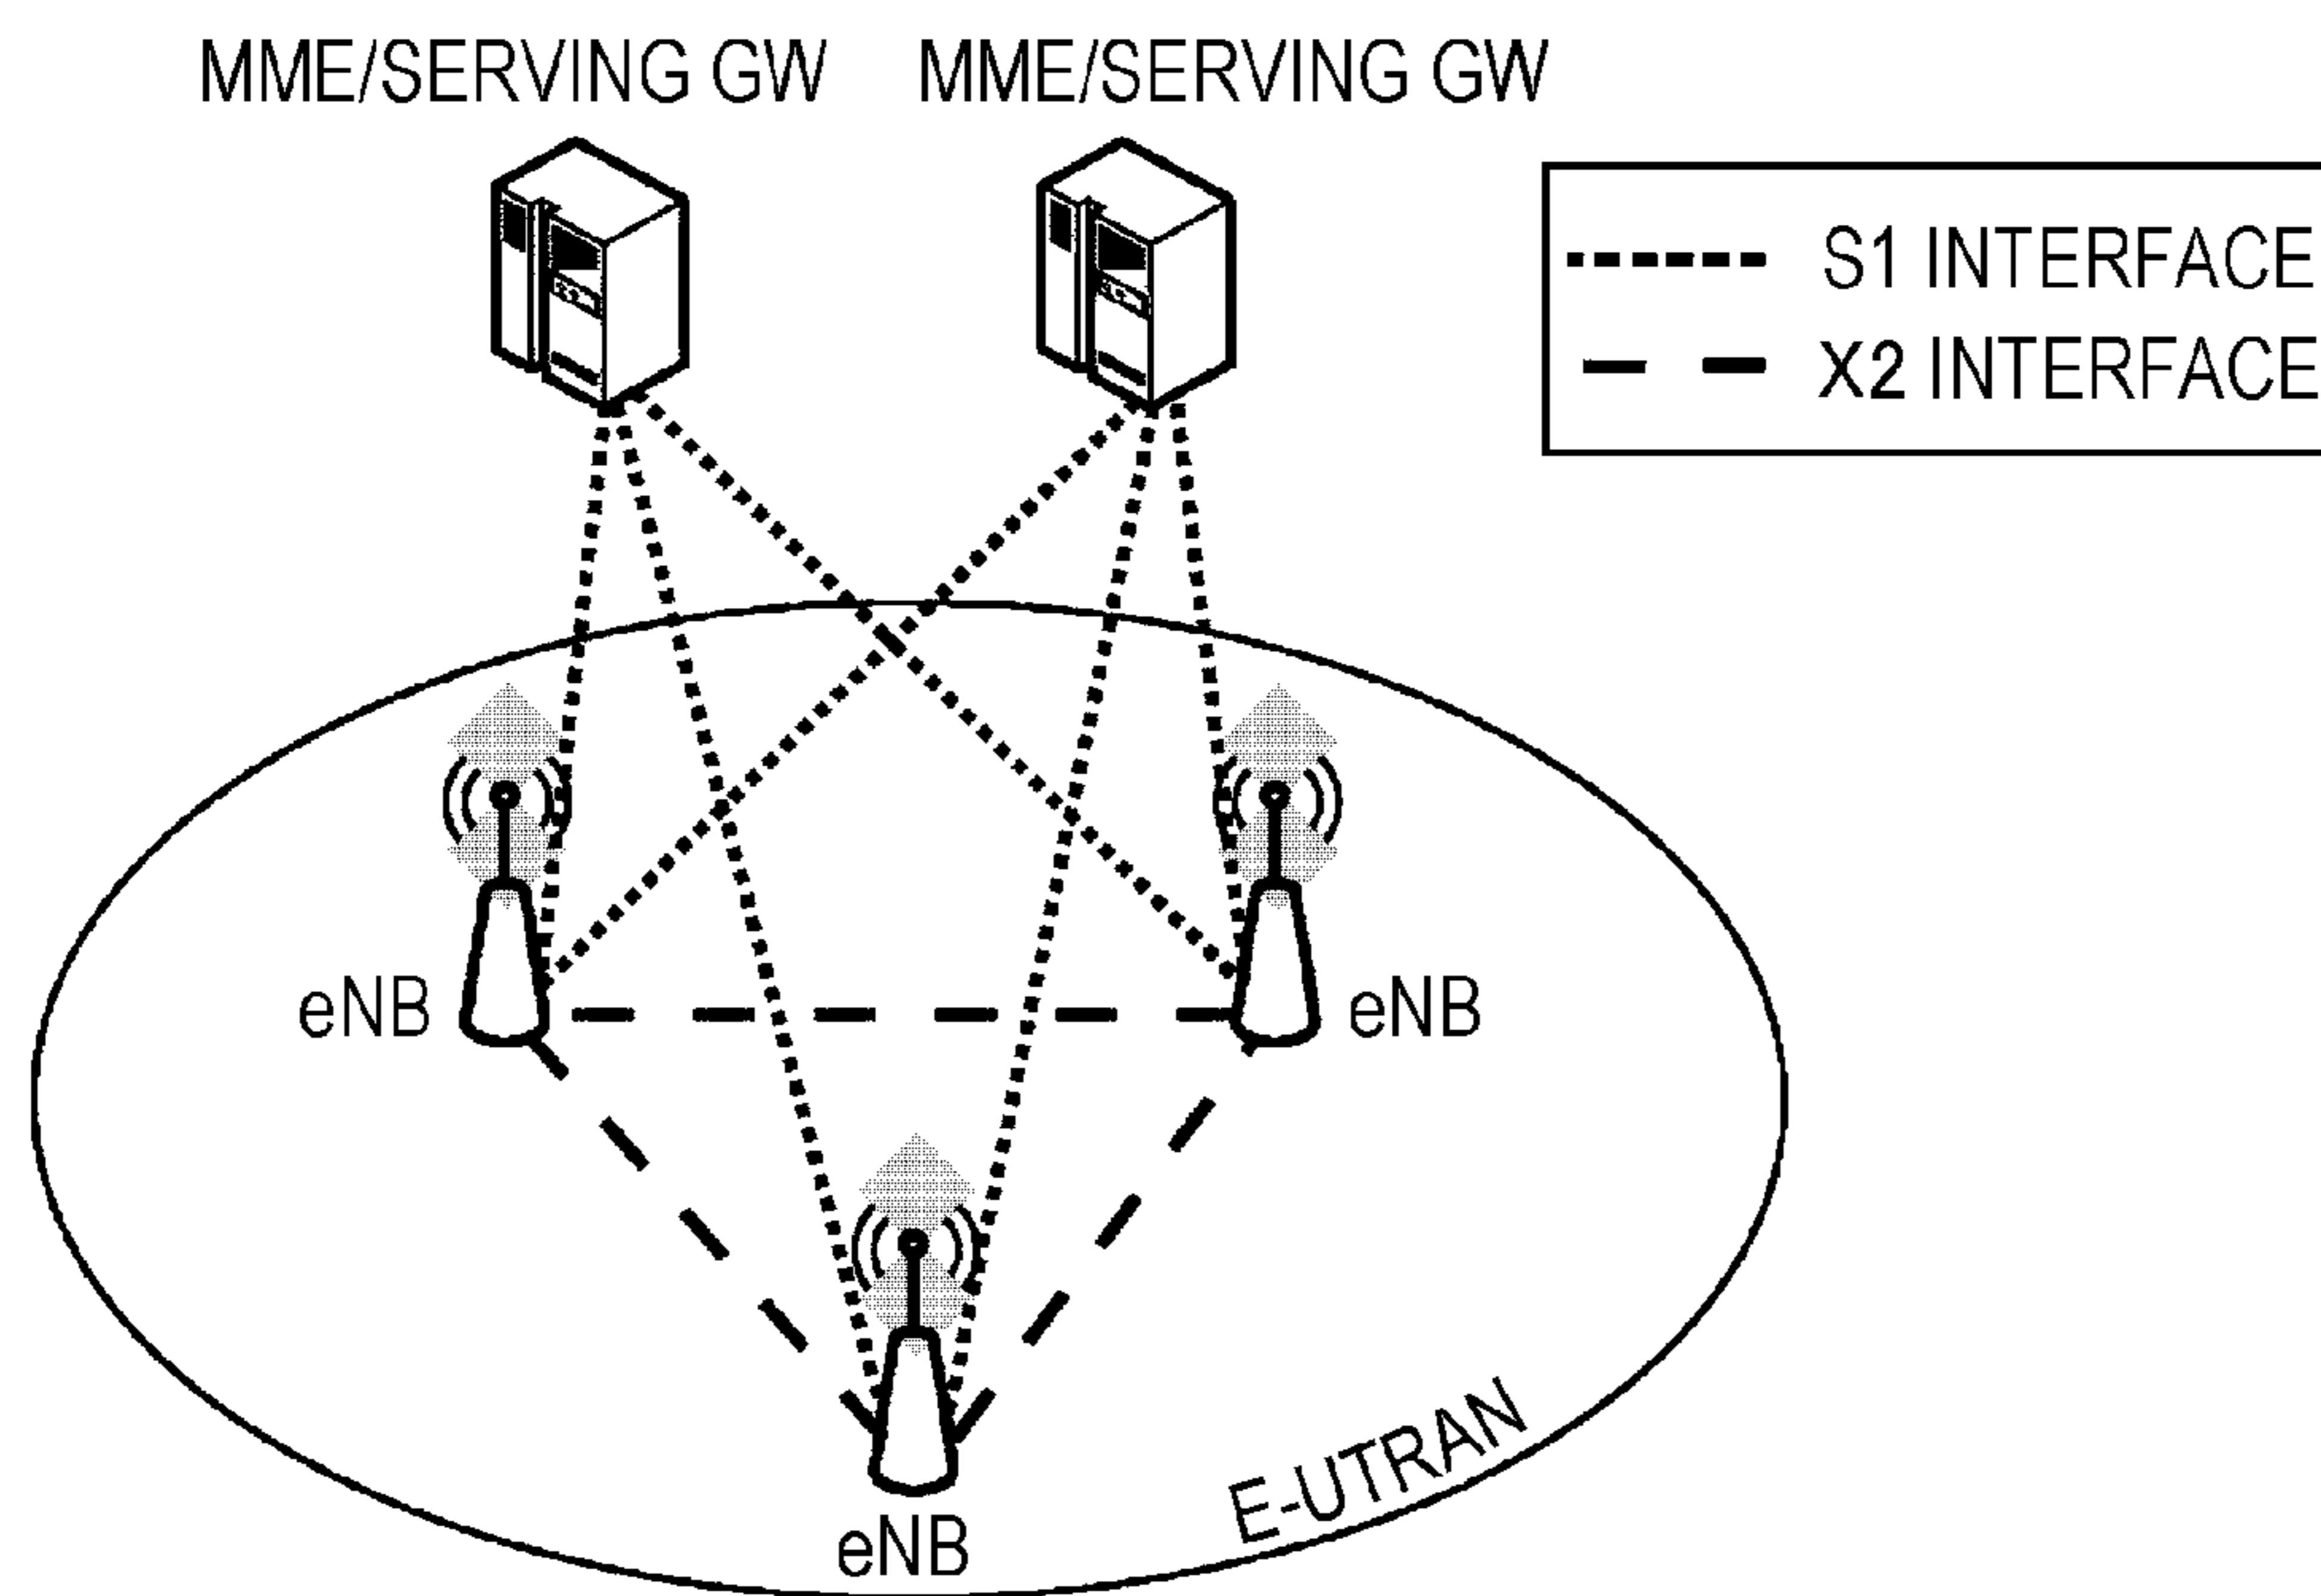 MME/SERVING GW
MME/SERVING GW
S1 INTERFACE
X2 INTERFACE
eNB
eNB
eNB
E-UTRAN